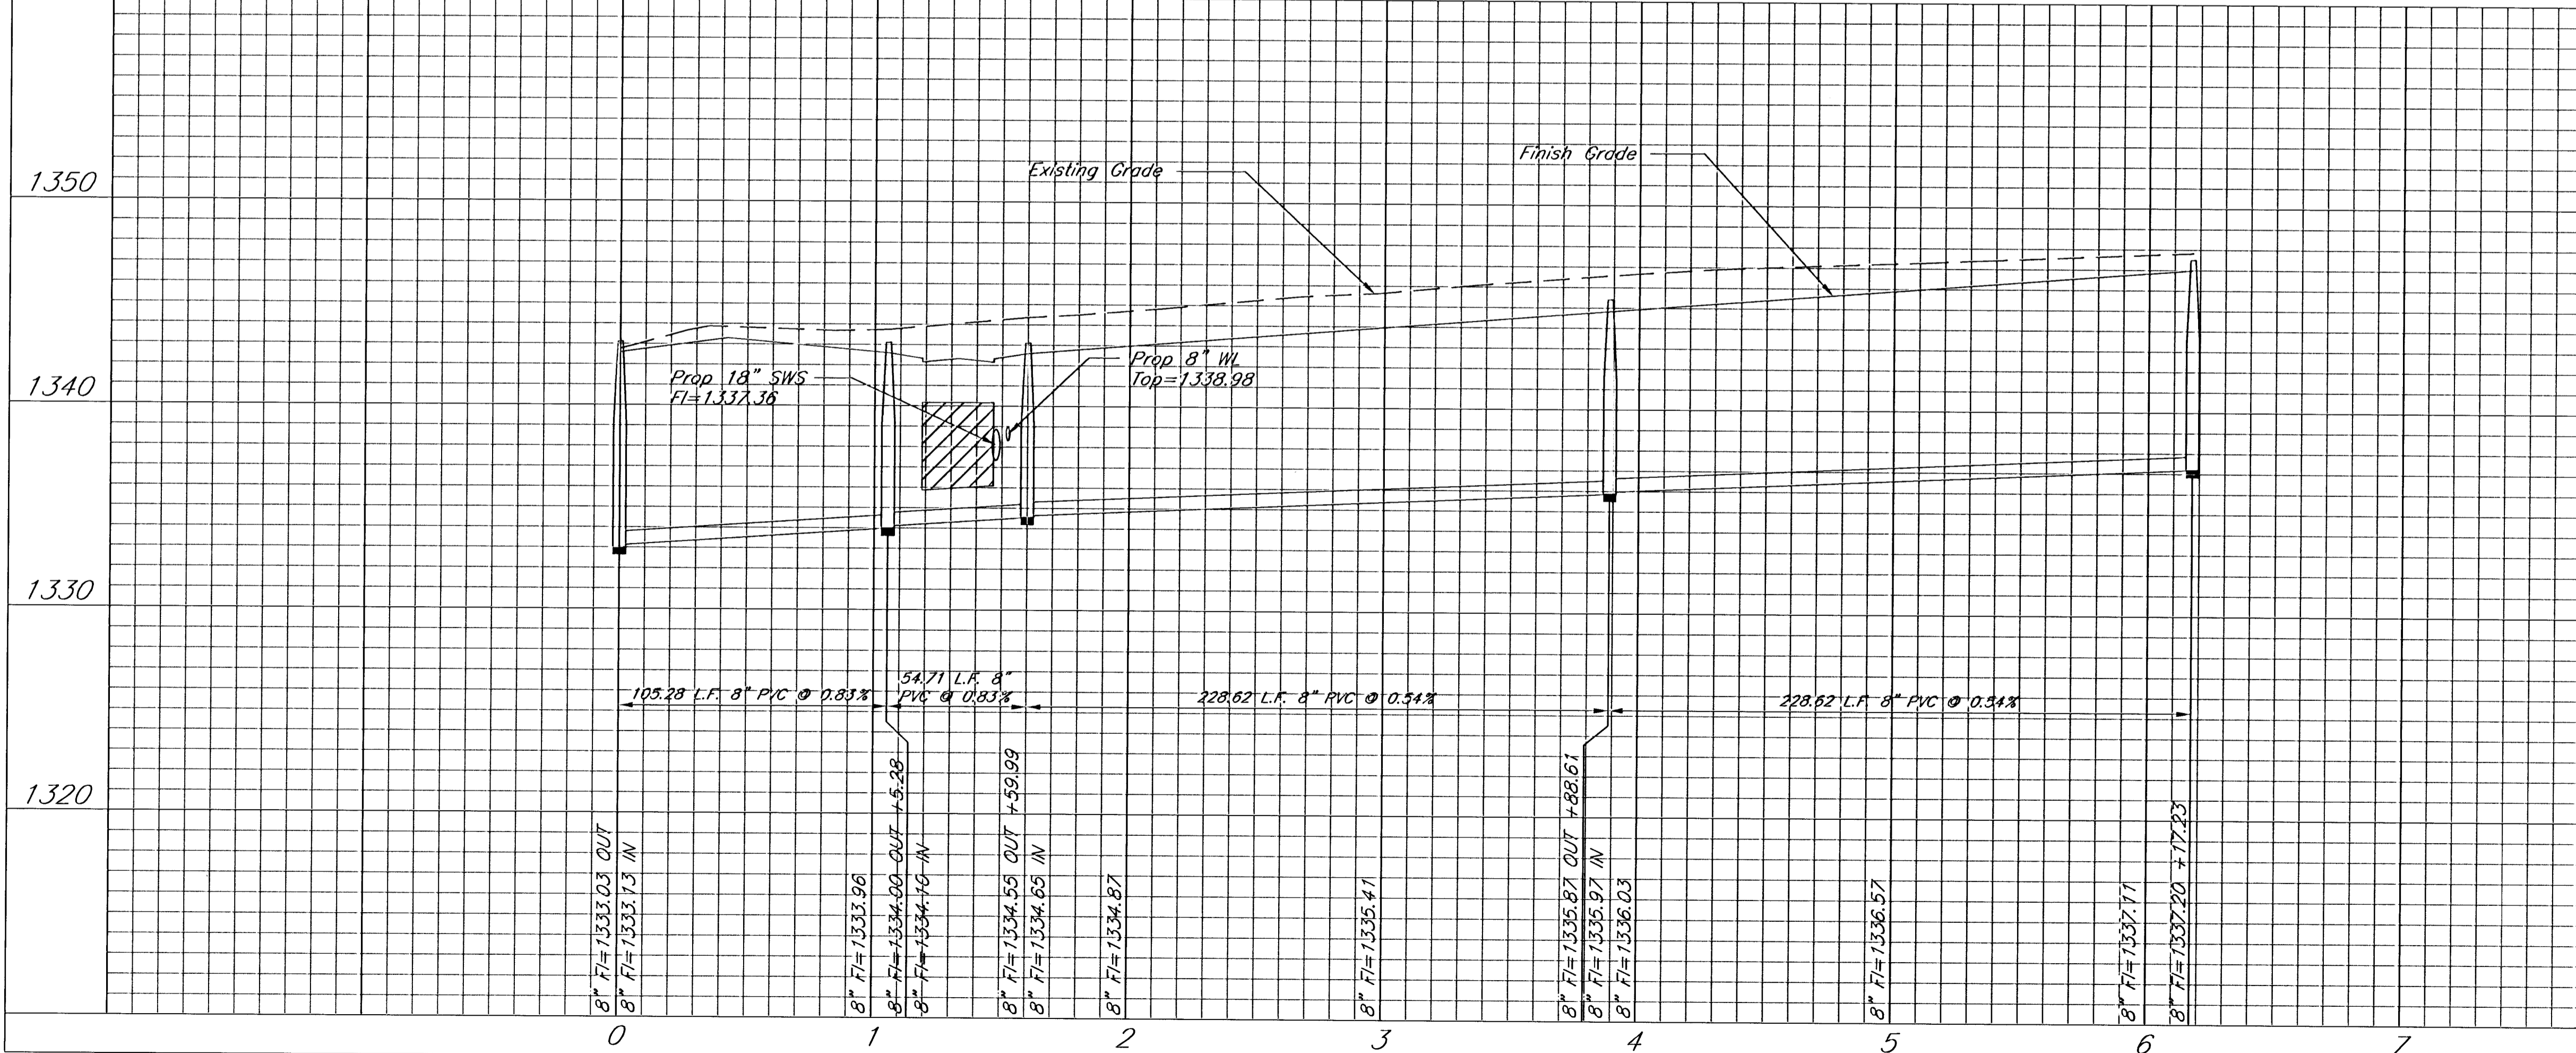 1350
1340
1330
1320
Existing Grade
Finish Grade
Prop 18" SWS
Fl=1337.36
Prop 8" WL
Top=1338.98
105.28 L.F. 8" PVC @ 0.83%
54.71 L.F. 8"
PVC @ 0.83%
228.62 L.F. 8" PVC @ 0.54%
228.62 L.F. 8" PVC @ 0.54%
8" Fl=1333.03 OUT
8" Fl=1333.13 IN
8" Fl=1333.96
8" Fl=1334.00 OUT +5.28
8" Fl=1334.10 IN
8" Fl=1334.55 OUT +59.99
8" Fl=1334.65 IN
8" Fl=1334.87
8" Fl=1335.41
8" Fl=1335.87 OUT +88.61
8" Fl=1335.97 IN
8" Fl=1336.03
8" Fl=1336.57
8" Fl=1337.11
8" Fl=1337.20 +17.23
0
1
2
3
4
5
6
7